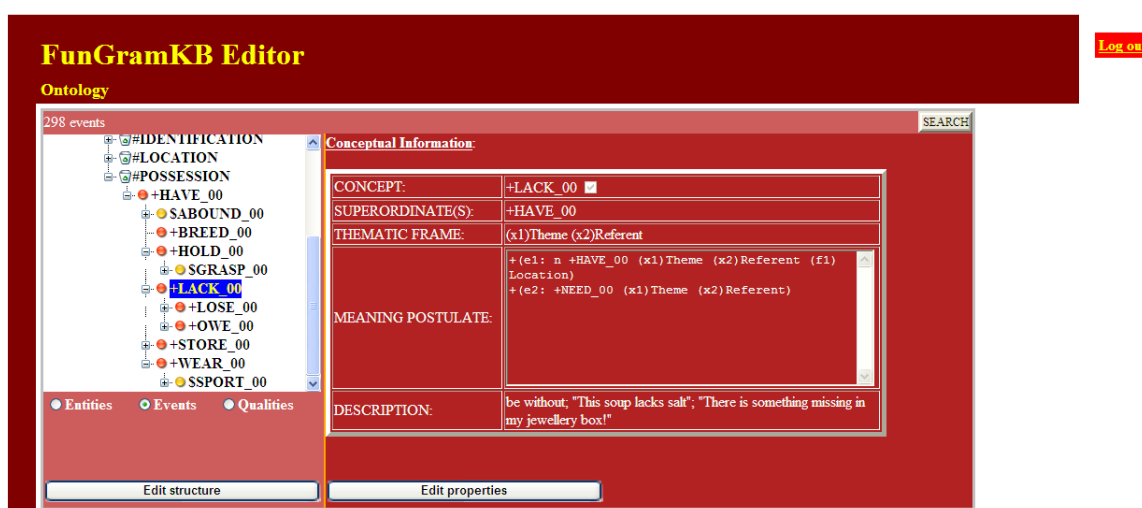 FunGramKB Editor
Log ou
Ontology
298 events
SEARCH
#IDENTIFICATION
#LOCATION
#POSSESSION
+HAVE_00
$ABOUND_00
+BREED_00
+HOLD_00
$GRASP_00
+LACK_00
+LOSE_00
+OWE_00
+STORE_00
+WEAR_00
$SPORT_00
Entities Events Qualities
Edit structure
Conceptual Information:
CONCEPT: +LACK_00
SUPERORDINATE(S): +HAVE_00
THEMATIC FRAME: (x1)Theme (x2)Referent
MEANING POSTULATE:
+(e1: n +HAVE_00 (x1)Theme (x2)Referent (f1)
Location)
+(e2: +NEED_00 (x1)Theme (x2)Referent)
DESCRIPTION:
be without; "This soup lacks salt"; "There is something missing in
my jewellery box!"
Edit properties